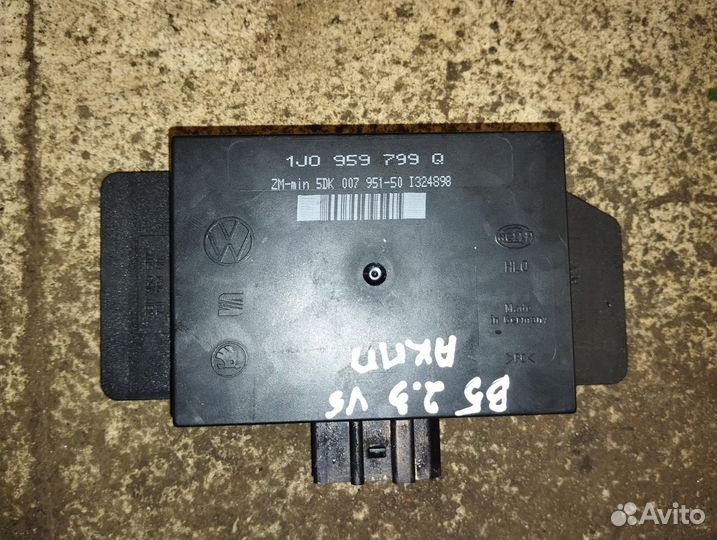 1J0 959 799 Q
ZM-min 5DK 007 951-50 I324898
HELLA
HLO
Made
in Germany
АКПП
B5 2.3 V5
Avito